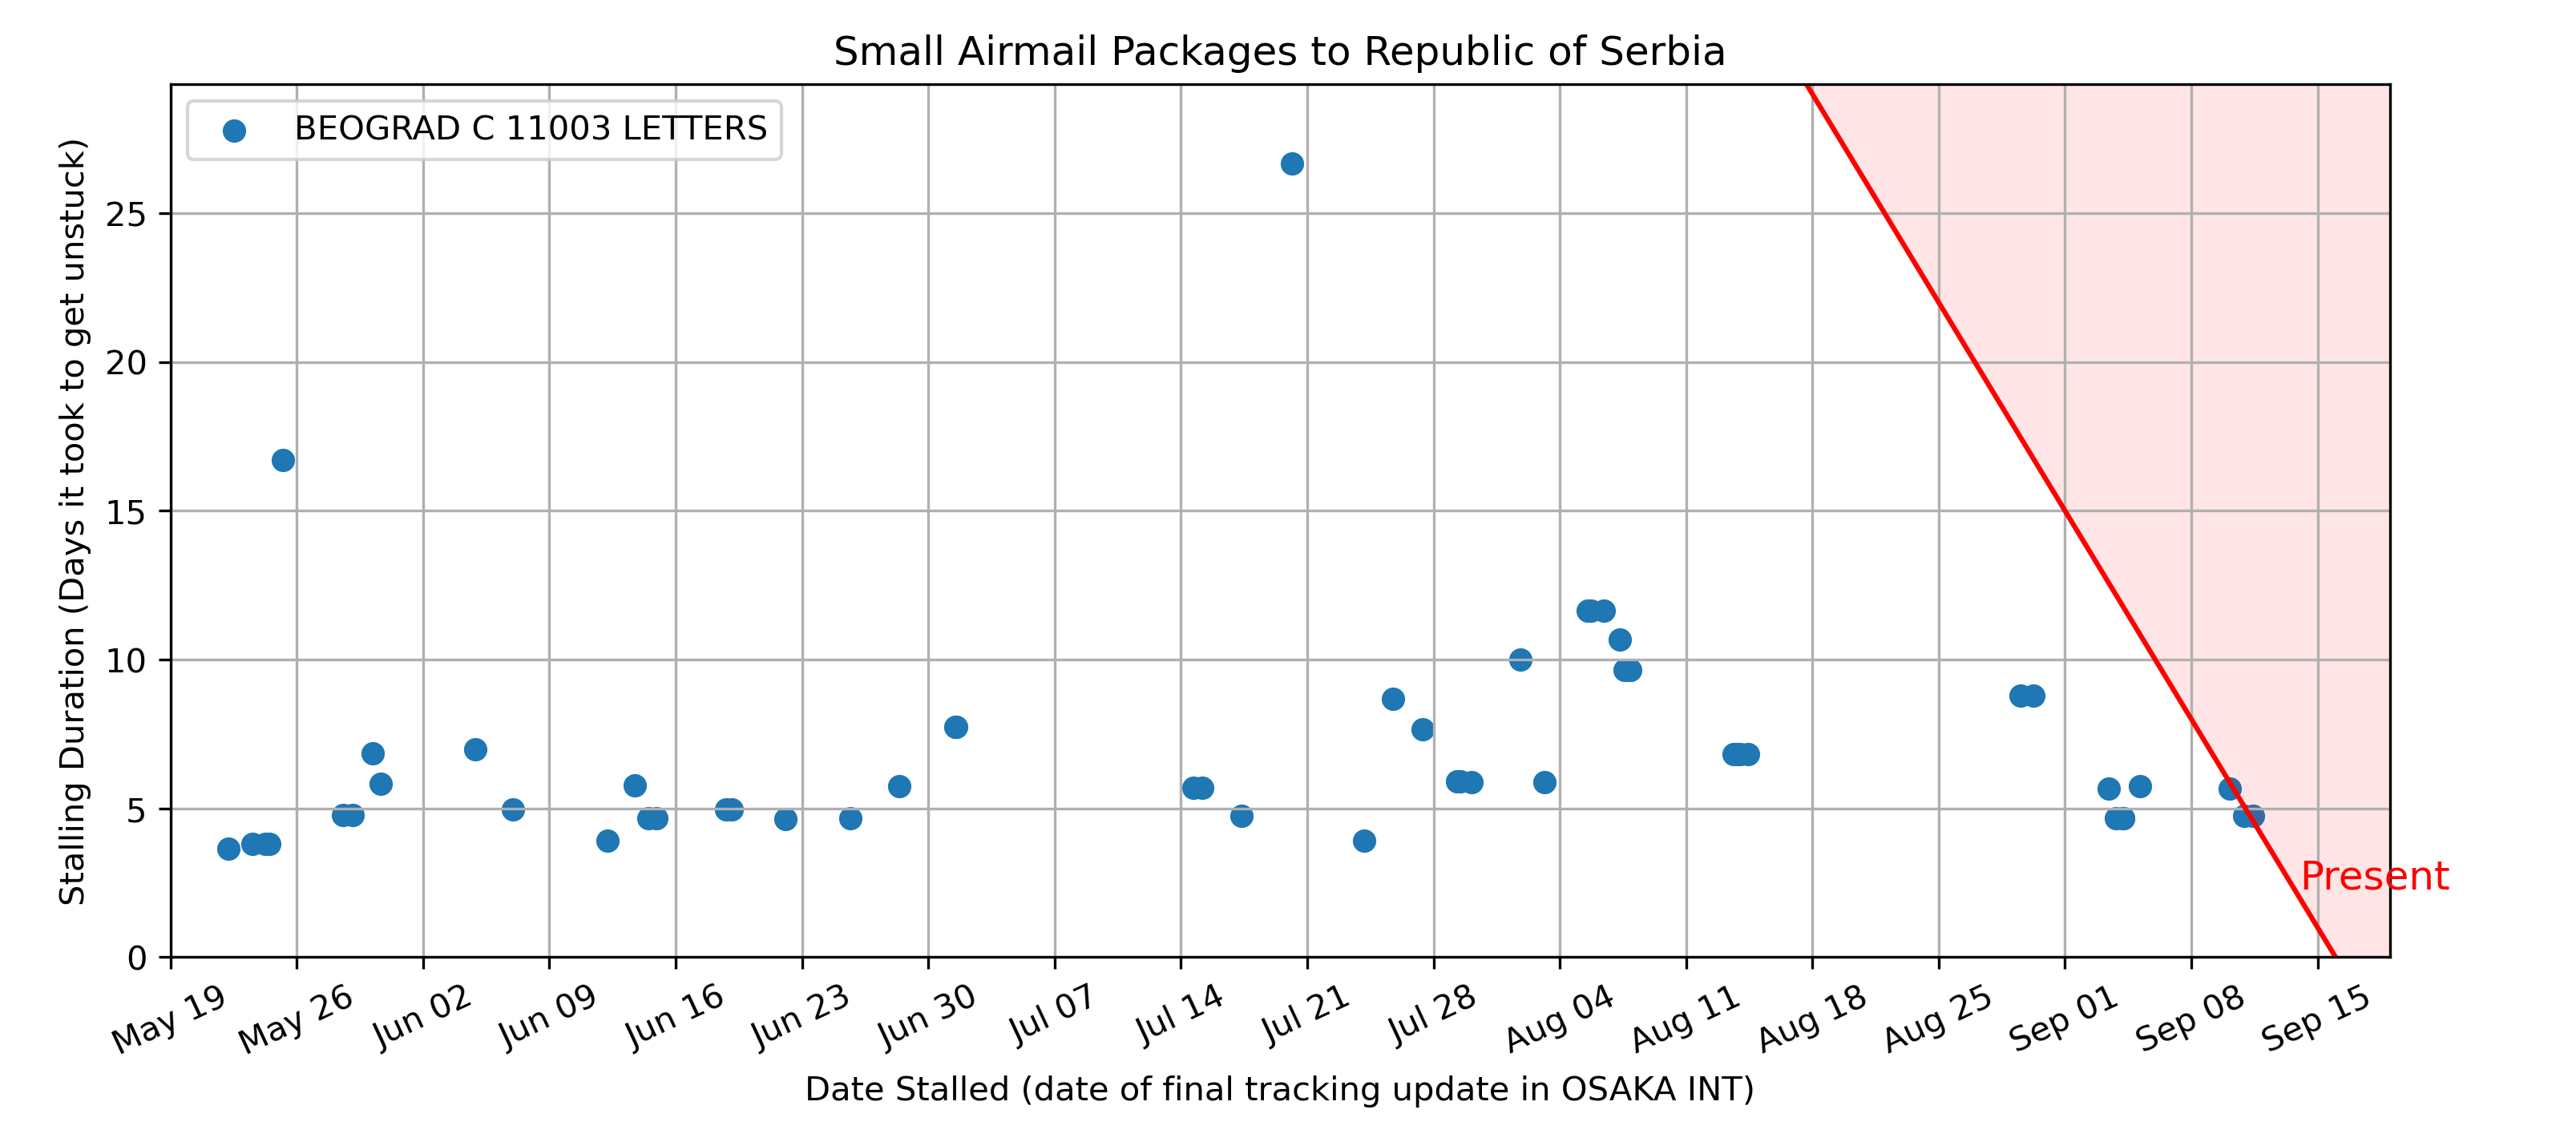 Small Airmail Packages to Republic of Serbia
BEOGRAD C 11003 LETTERS
Stalling Duration (Days it took to get unstuck)
25
20
15
10
5
0
Present
May 19
May 26
Jun 02
Jun 09
Jun 16
Jun 23
Jun 30
Jul 07
Jul 14
Jul 21
Jul 28
Aug 04
Aug 11
Aug 18
Aug 25
Sep 01
Sep 08
Sep 15
Date Stalled (date of final tracking update in OSAKA INT)